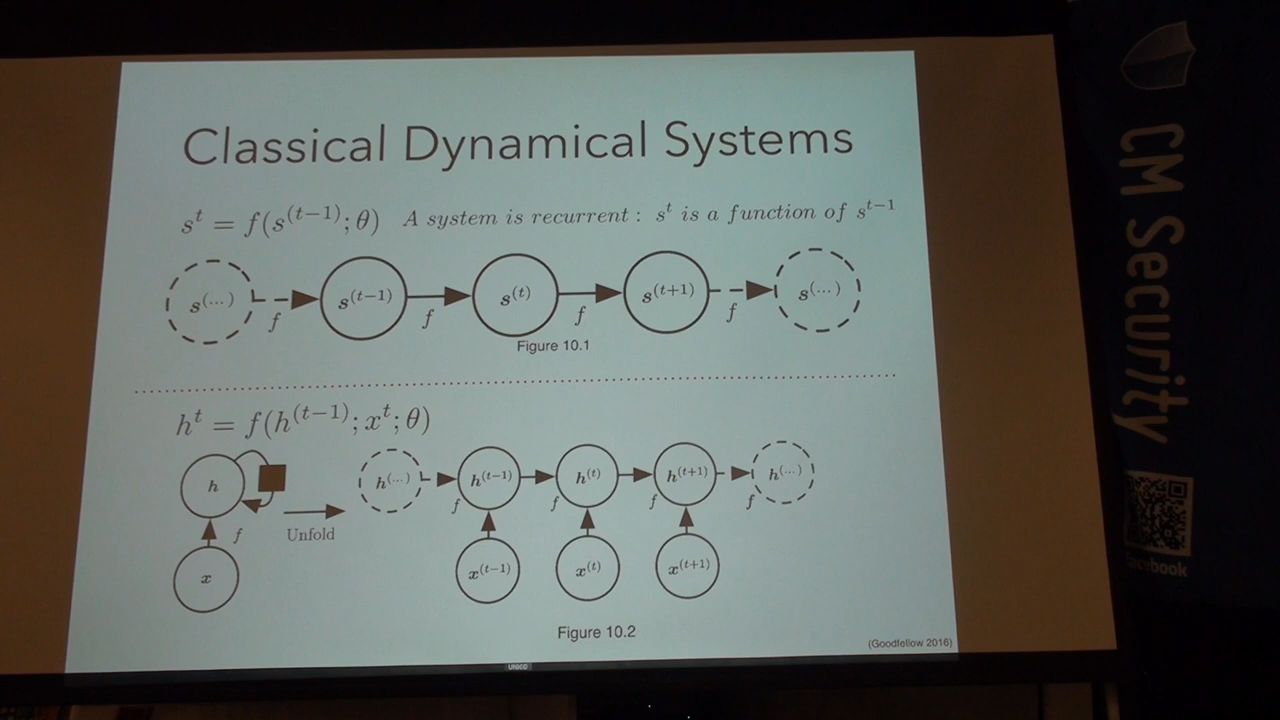 Classical Dynamical Systems
s^t = f(s^(t−1); θ) A system is recurrent : s^t is a function of s^t−1
s^(...) s^(t−1) s^(t) s^(t+1) s^(...)
f f f f
Figure 10.1
h^t = f(h^(t−1); x^t; θ)
h h^(...) h^(t−1) h^(t) h^(t+1) h^(...)
f f f f
f Unfold
x x^(t−1) x^(t) x^(t+1)
Figure 10.2
(Goodfellow 2016)
CM Security
facebook